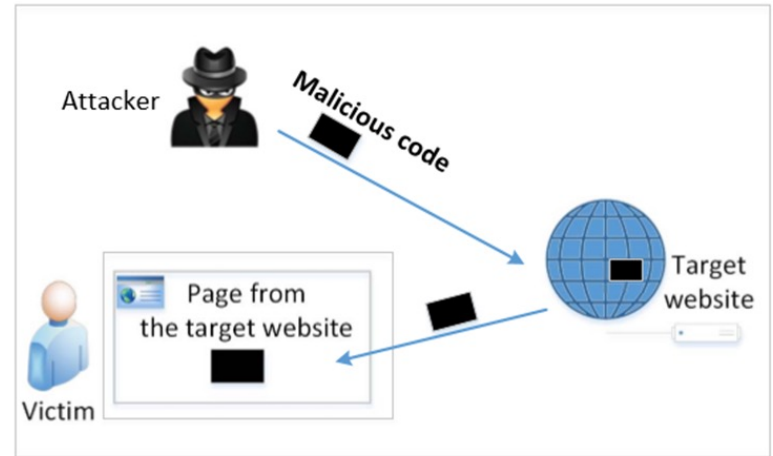 Attacker
Malicious code
Target
website
Page from
the target website
Victim